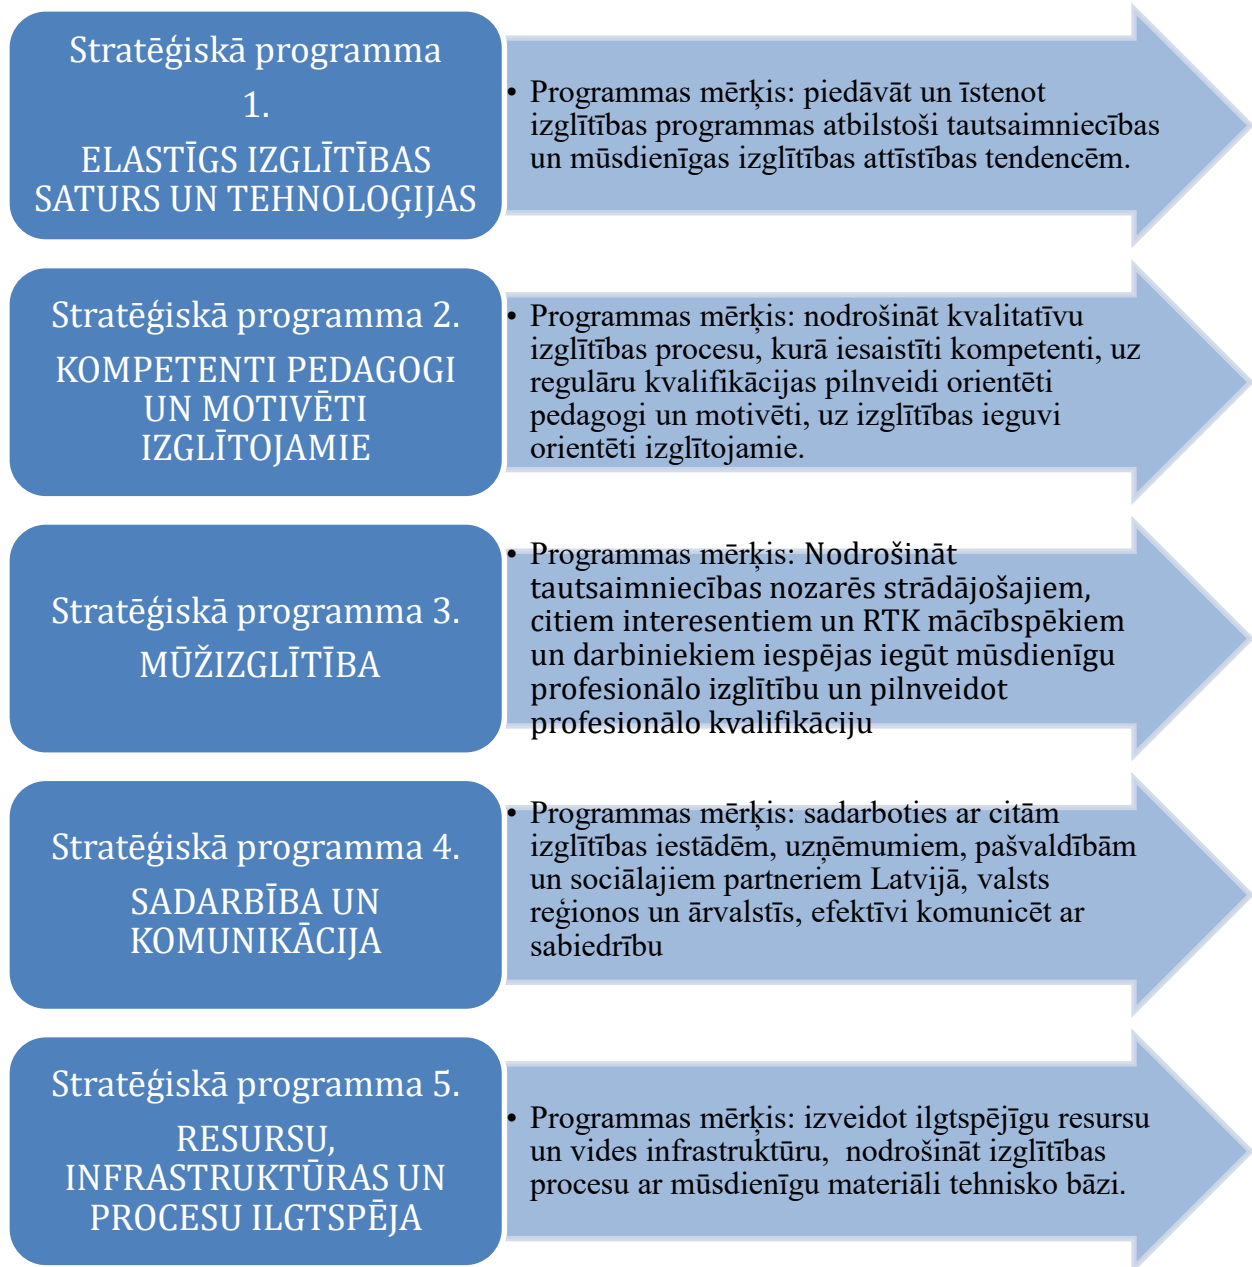 Stratēģiskā programma
1.
ELASTĪGS IZGLĪTĪBAS
SATURS UN TEHNOLOĢIJAS
• Programmas mērķis: piedāvāt un īstenot
izglītības programmas atbilstoši tautsaimniecības
un mūsdienīgas izglītības attīstības tendencēm.
Stratēģiskā programma 2.
KOMPETENTI PEDAGOGI
UN MOTIVĒTI
IZGLĪTOJAMIE
• Programmas mērķis: nodrošināt kvalitatīvu
izglītības procesu, kurā iesaistīti kompetenti, uz
regulāru kvalifikācijas pilnveidi orientēti
pedagogi un motivēti, uz izglītības ieguvi
orientēti izglītojamie.
Stratēģiskā programma 3.
MŪŽIZGLĪTĪBA
• Programmas mērķis: Nodrošināt
tautsaimniecības nozarēs strādājošajiem,
citiem interesentiem un RTK mācībspēkiem
un darbiniekiem iespējas iegūt mūsdienīgu
profesionālo izglītību un pilnveidot
profesionālo kvalifikāciju
Stratēģiskā programma 4.
SADARBĪBA UN
KOMUNIKĀCIJA
• Programmas mērķis: sadarboties ar citām
izglītības iestādēm, uzņēmumiem, pašvaldībām
un sociālajiem partneriem Latvijā, valsts
reģionos un ārvalstīs, efektīvi komunicēt ar
sabiedrību
Stratēģiskā programma 5.
RESURSU,
INFRASTRUKTŪRAS UN
PROCESU ILGTSPĒJA
• Programmas mērķis: izveidot ilgtspējīgu resursu
un vides infrastruktūru,  nodrošināt izglītības
procesu ar mūsdienīgu materiāli tehnisko bāzi.